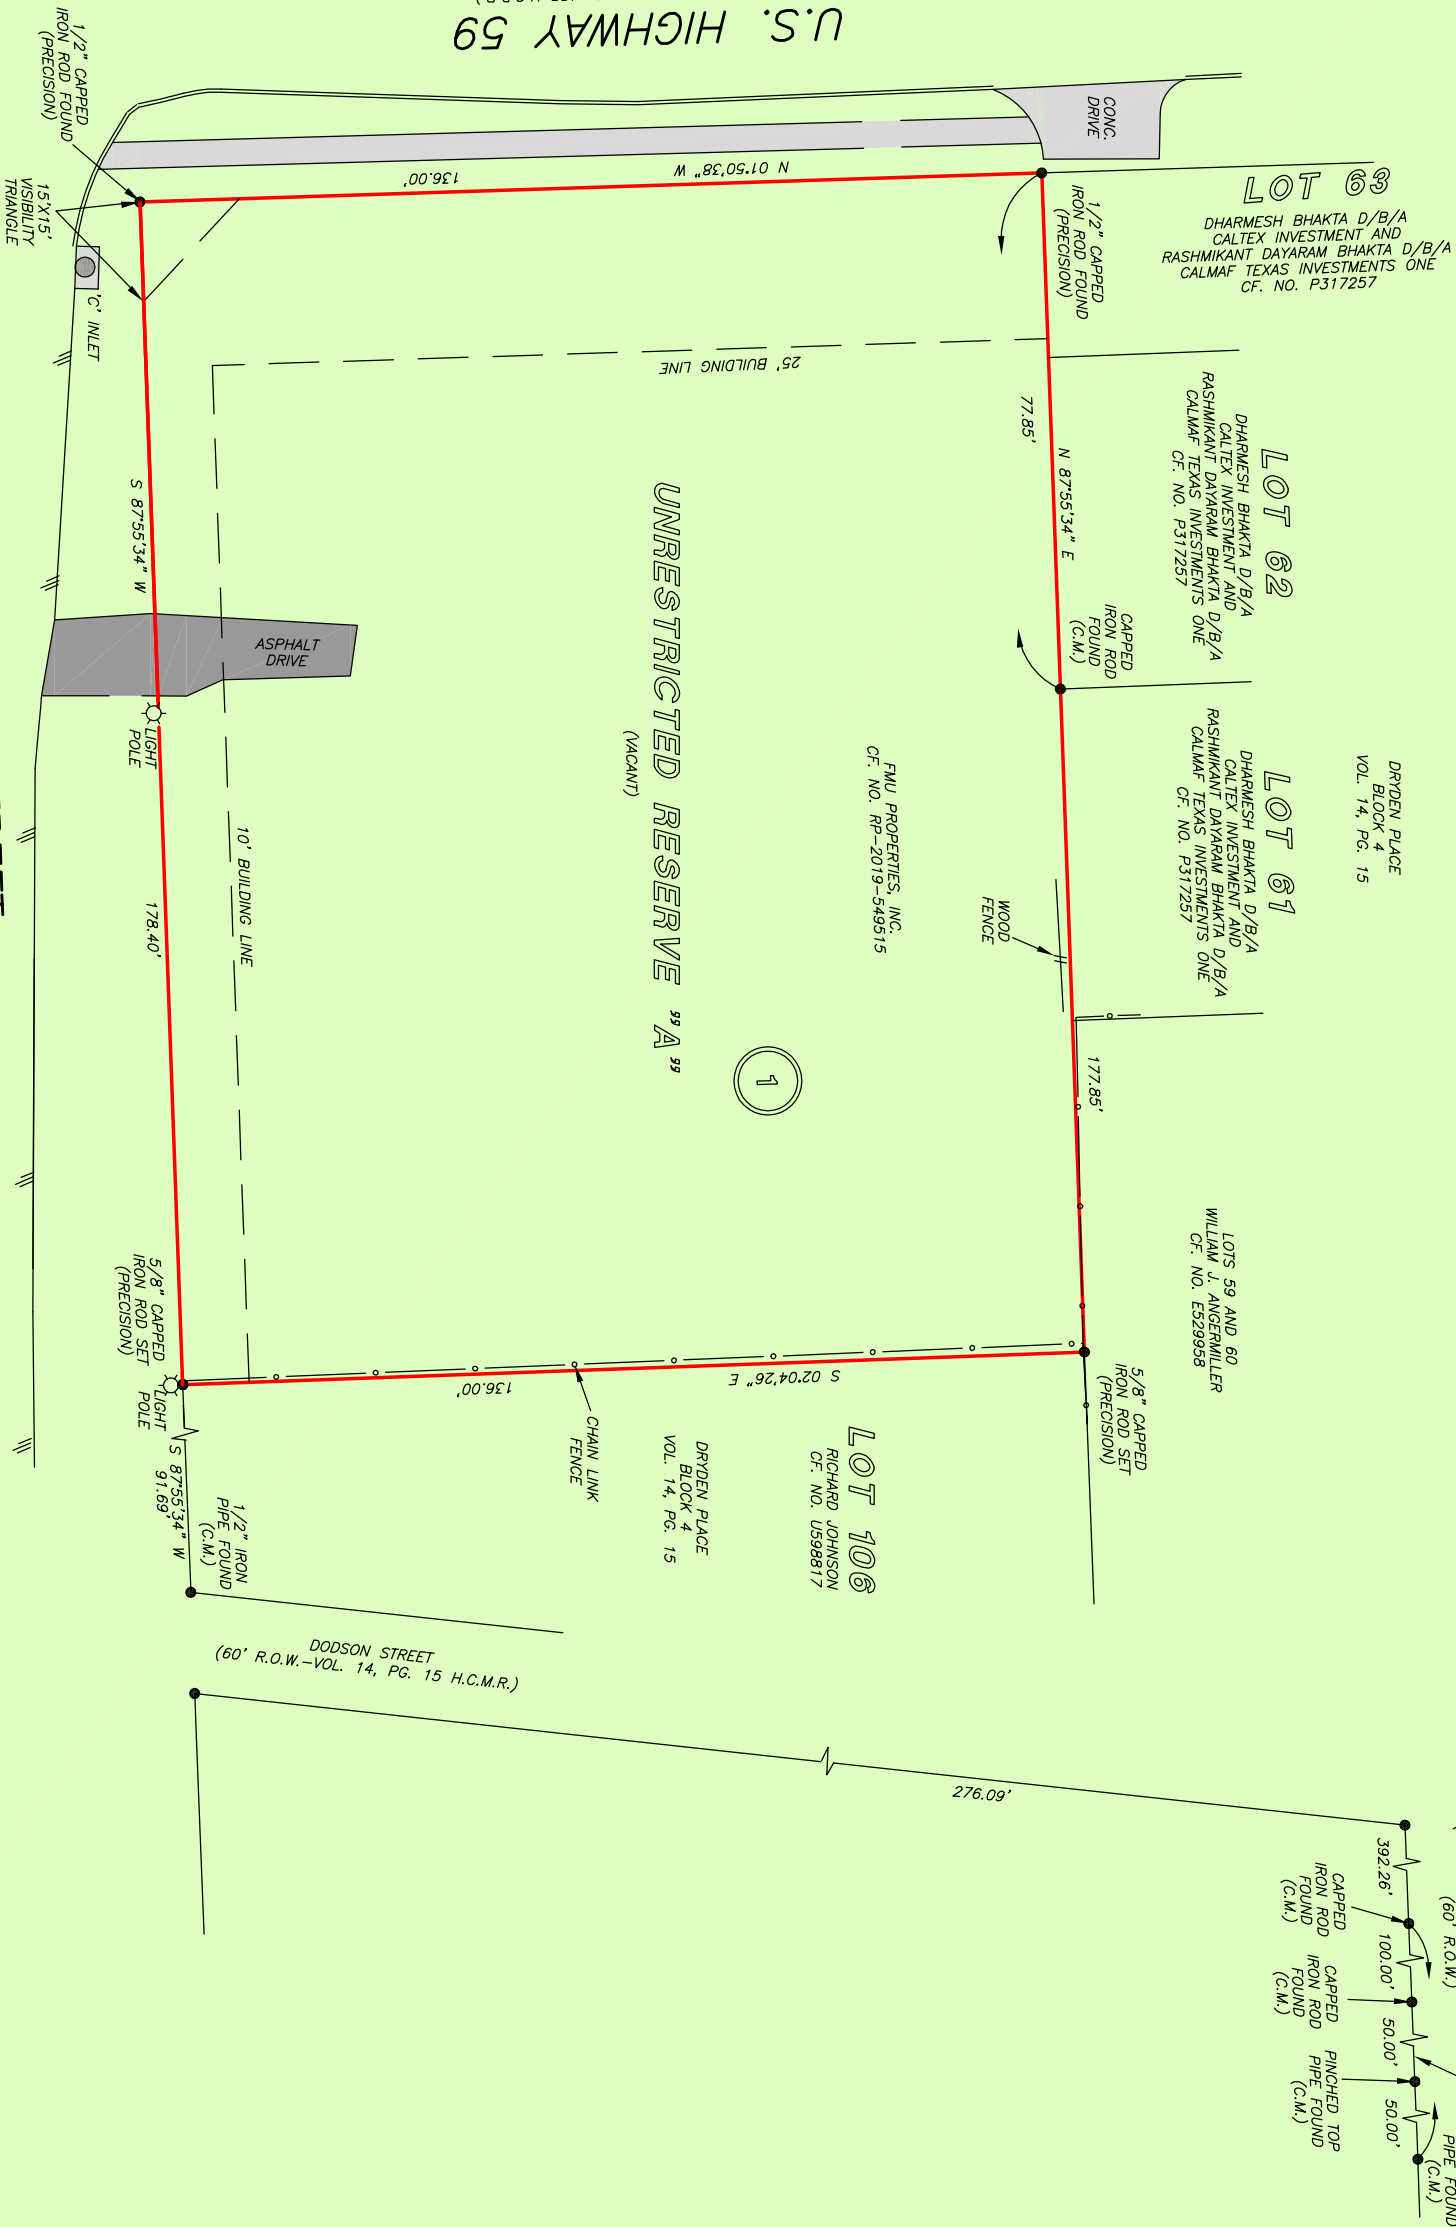 U.S. HIGHWAY 59
1/2" CAPPED
IRON ROD FOUND
(PRECISION)
15'X15'
VISIBILITY
TRIANGLE
'C' INLET
CONC.
DRIVE
N 01°50'38" W
136.00'
1/2" CAPPED
IRON ROD FOUND
(PRECISION)
LOT 63
DHARMESH BHAKTA D/B/A
CALTEX INVESTMENT AND
RASHMIKANT DAYARAM BHAKTA D/B/A
CALMAF TEXAS INVESTMENTS ONE
CF. NO. P317257
25' BUILDING LINE
77.85'
N 87°55'34" E
LOT 62
DHARMESH BHAKTA D/B/A
CALTEX INVESTMENT AND
RASHMIKANT DAYARAM BHAKTA D/B/A
CALMAF TEXAS INVESTMENTS ONE
CF. NO. P317257
CAPPED
IRON ROD
FOUND
(C.M.)
LOT 61
DHARMESH BHAKTA D/B/A
CALTEX INVESTMENT AND
RASHMIKANT DAYARAM BHAKTA D/B/A
CALMAF TEXAS INVESTMENTS ONE
CF. NO. P317257
DRYDEN PLACE
BLOCK 4
VOL. 14, PG. 15
S 87°55'34" W
ASPHALT
DRIVE
LIGHT
POLE
178.40'
10' BUILDING LINE
UNRESTRICTED RESERVE "A"
(VACANT)
FMU PROPERTIES, INC.
CF. NO. RP-2019-549515
WOOD
FENCE
1
177.85'
LOTS 59 AND 60
WILLIAM J. ANGERMILLER
CF. NO. E529958
5/8" CAPPED
IRON ROD SET
(PRECISION)
5/8" CAPPED
IRON ROD SET
(PRECISION)
LIGHT
POLE
S 02°04'26" E
136.00'
CHAIN LINK
FENCE
LOT 106
RICHARD JOHNSON
CF. NO. U598817
DRYDEN PLACE
BLOCK 4
VOL. 14, PG. 15
S 87°55'34" W
91.69'
1/2" IRON
PIPE FOUND
(C.M.)
DODSON STREET
(60' R.O.W.-VOL. 14, PG. 15 H.C.M.R.)
276.09'
392.26'
(60' R.O.W.)
CAPPED
IRON ROD
FOUND
(C.M.)
100.00'
CAPPED
IRON ROD
FOUND
(C.M.)
50.00'
PINCHED TOP
PIPE FOUND
(C.M.)
50.00'
PIPE FOUND
(C.M.)